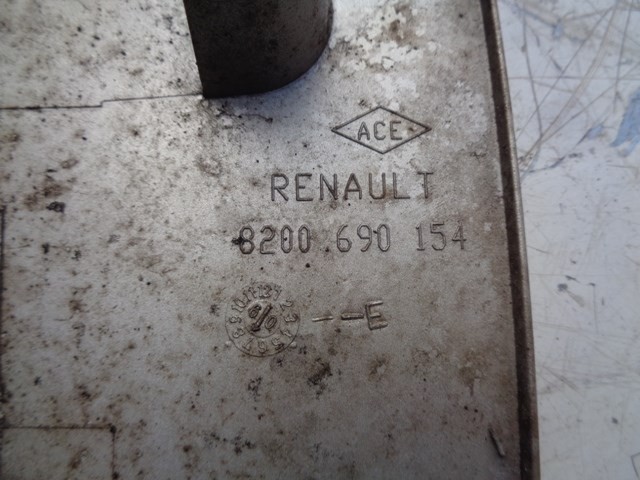 ACE
RENAULT
8200 690 154
--E